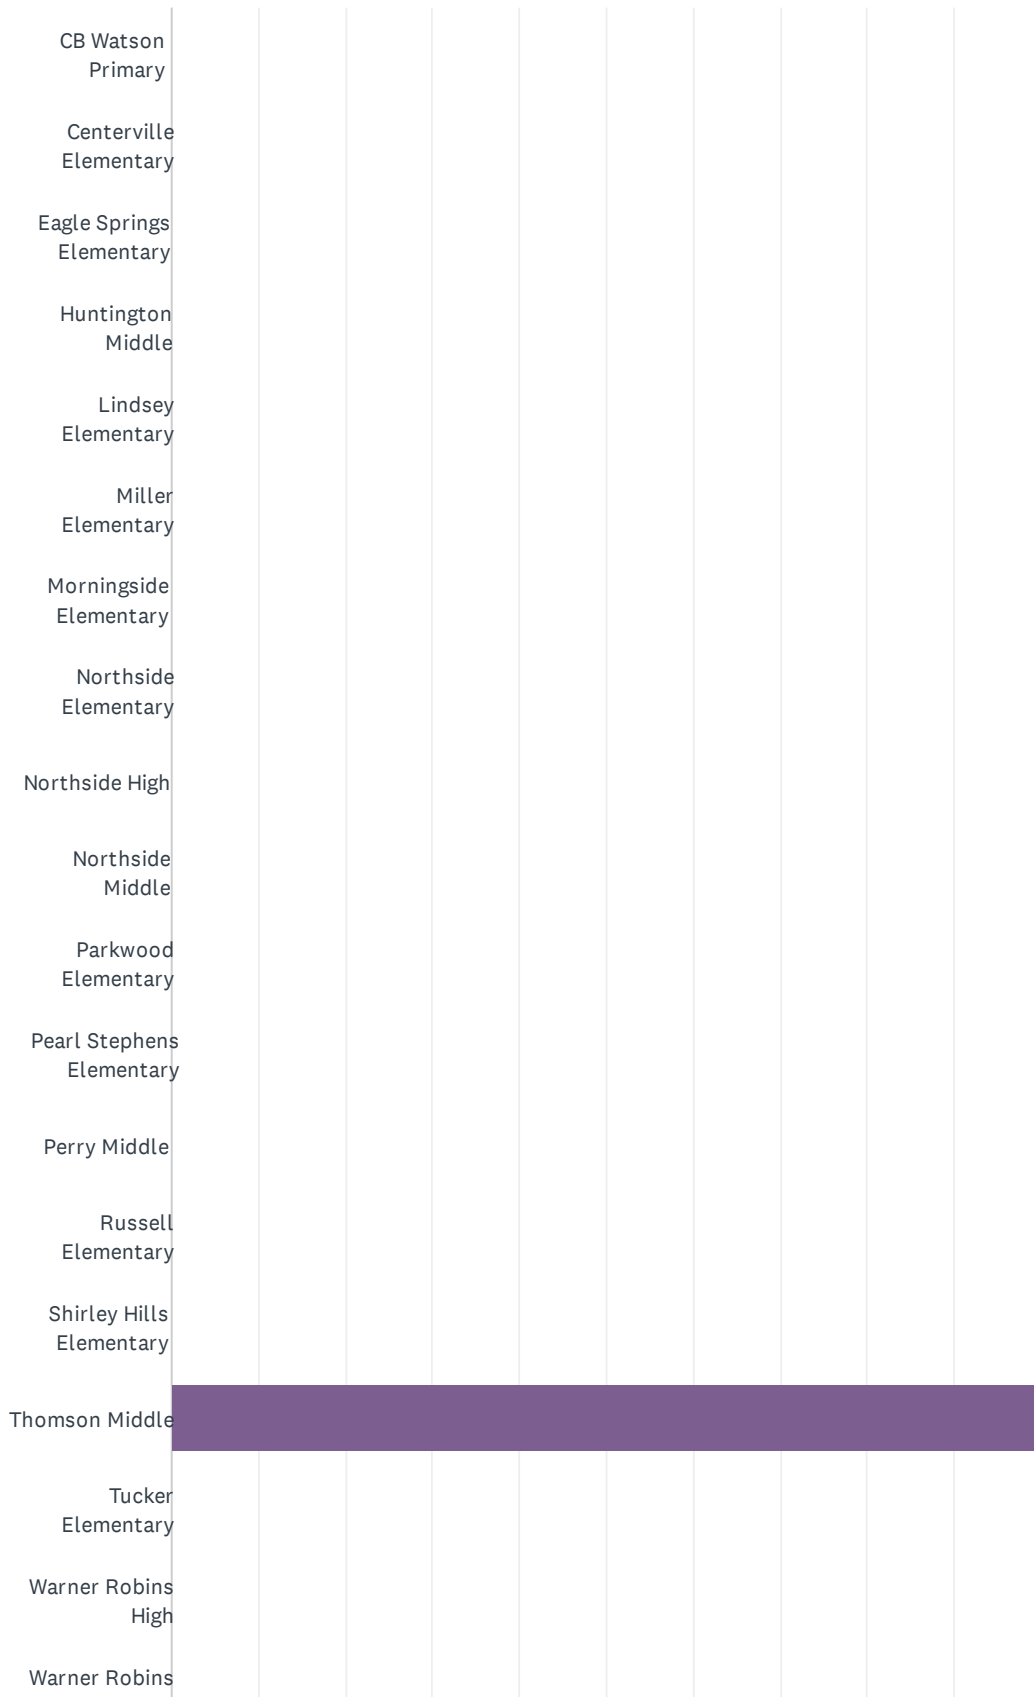 CB Watson
Primary
Centerville
Elementary
Eagle Springs
Elementary
Huntington
Middle
Lindsey
Elementary
Miller
Elementary
Morningside
Elementary
Northside
Elementary
Northside High
Northside
Middle
Parkwood
Elementary
Pearl Stephens
Elementary
Perry Middle
Russell
Elementary
Shirley Hills
Elementary
Thomson Middle
Tucker
Elementary
Warner Robins
High
Warner Robins